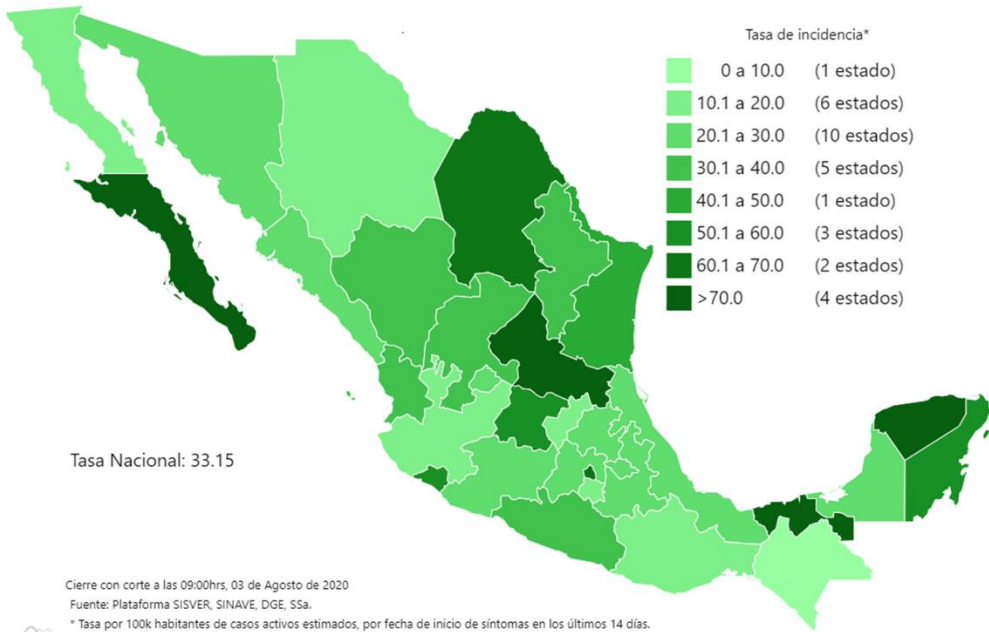 Tasa de incidencia*
0 a 10.0 (1 estado)
10.1 a 20.0 (6 estados)
20.1 a 30.0 (10 estados)
30.1 a 40.0 (5 estados)
40.1 a 50.0 (1 estado)
50.1 a 60.0 (3 estados)
60.1 a 70.0 (2 estados)
>70.0 (4 estados)
Tasa Nacional: 33.15
Cierre con corte a las 09:00hrs, 03 de Agosto de 2020
Fuente: Plataforma SISVER, SINAVE, DGE, SSa.
* Tasa por 100k habitantes de casos activos estimados, por fecha de inicio de síntomas en los últimos 14 días.